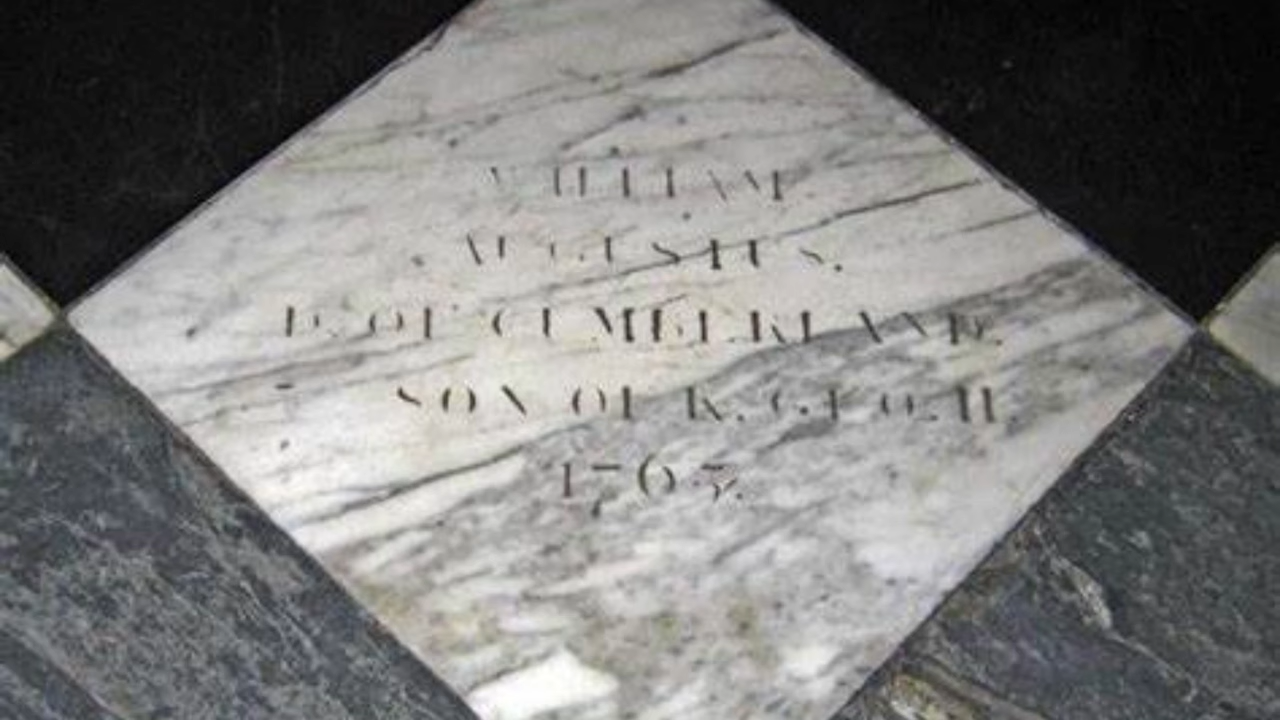 WILLIAM
AUGUSTUS.
D. OF CUMBERLAND.
SON OF K. GEO. II.
1765.